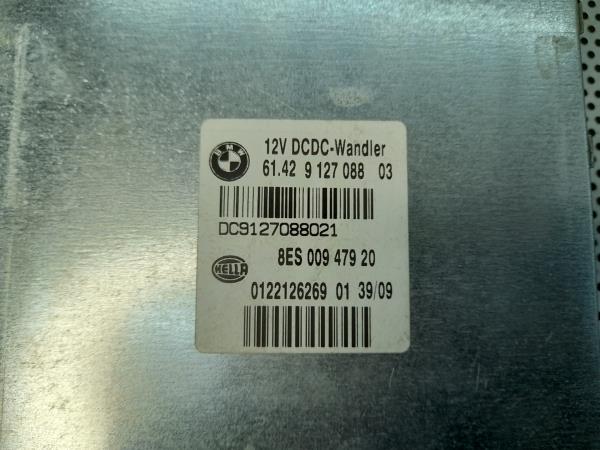 BMW
12V DCDC-Wandler
61.42 9 127 088 03
DC9127088021
8ES 009 479 20
HELLA
0122126269 01 39/09